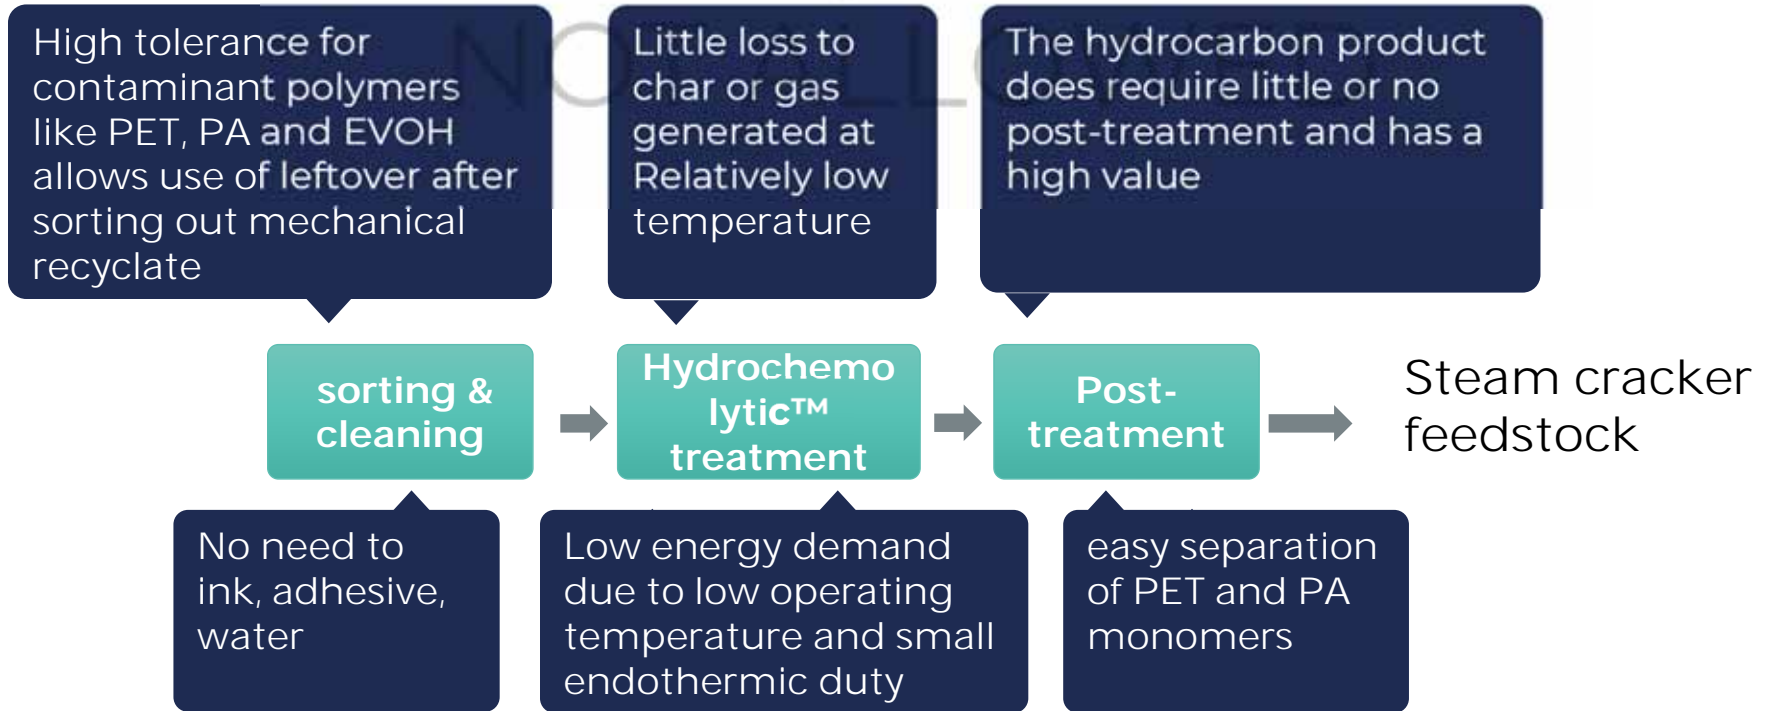 High tolerance for
contaminant polymers
like PET, PA and EVOH
allows use of leftover after
sorting out mechanical
recyclate
Little loss to
char or gas
generated at
Relatively low
temperature
The hydrocarbon product
does require little or no
post-treatment and has a
high value
sorting &
cleaning
Hydrochemo
lytic™
treatment
Post-
treatment
Steam cracker
feedstock
No need to
ink, adhesive,
water
Low energy demand
due to low operating
temperature and small
endothermic duty
easy separation
of PET and PA
monomers